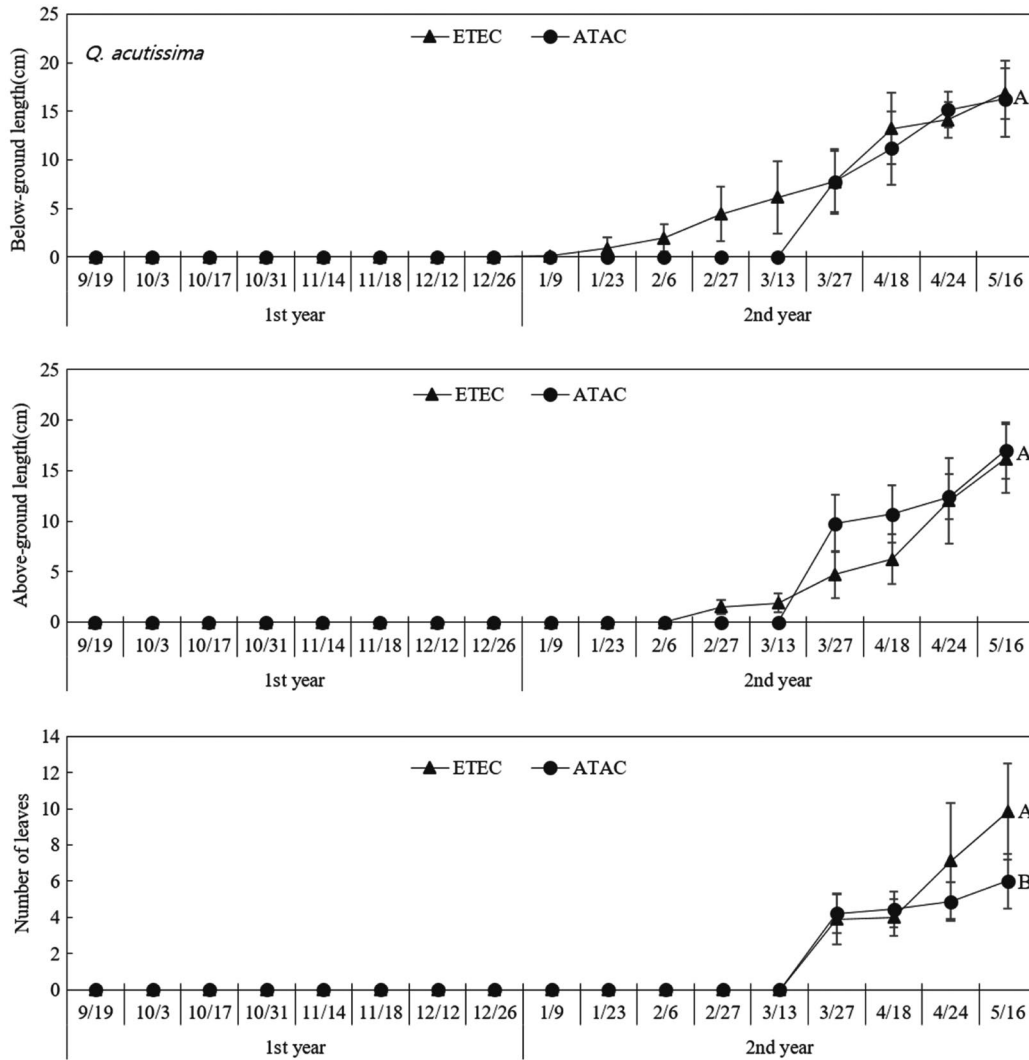 Q. acutissima
ETEC ATAC
Below-ground length(cm)
25
20
15
10
5
0
A
9/19 10/3 10/17 10/31 11/14 11/18 12/12 12/26 1/9 1/23 2/6 2/27 3/13 3/27 4/18 4/24 5/16
1st year 2nd year
ETEC ATAC
Above-ground length(cm)
25
20
15
10
5
0
A
9/19 10/3 10/17 10/31 11/14 11/18 12/12 12/26 1/9 1/23 2/6 2/27 3/13 3/27 4/18 4/24 5/16
1st year 2nd year
ETEC ATAC
Number of leaves
14
12
10
8
6
4
2
0
A
B
9/19 10/3 10/17 10/31 11/14 11/18 12/12 12/26 1/9 1/23 2/6 2/27 3/13 3/27 4/18 4/24 5/16
1st year 2nd year